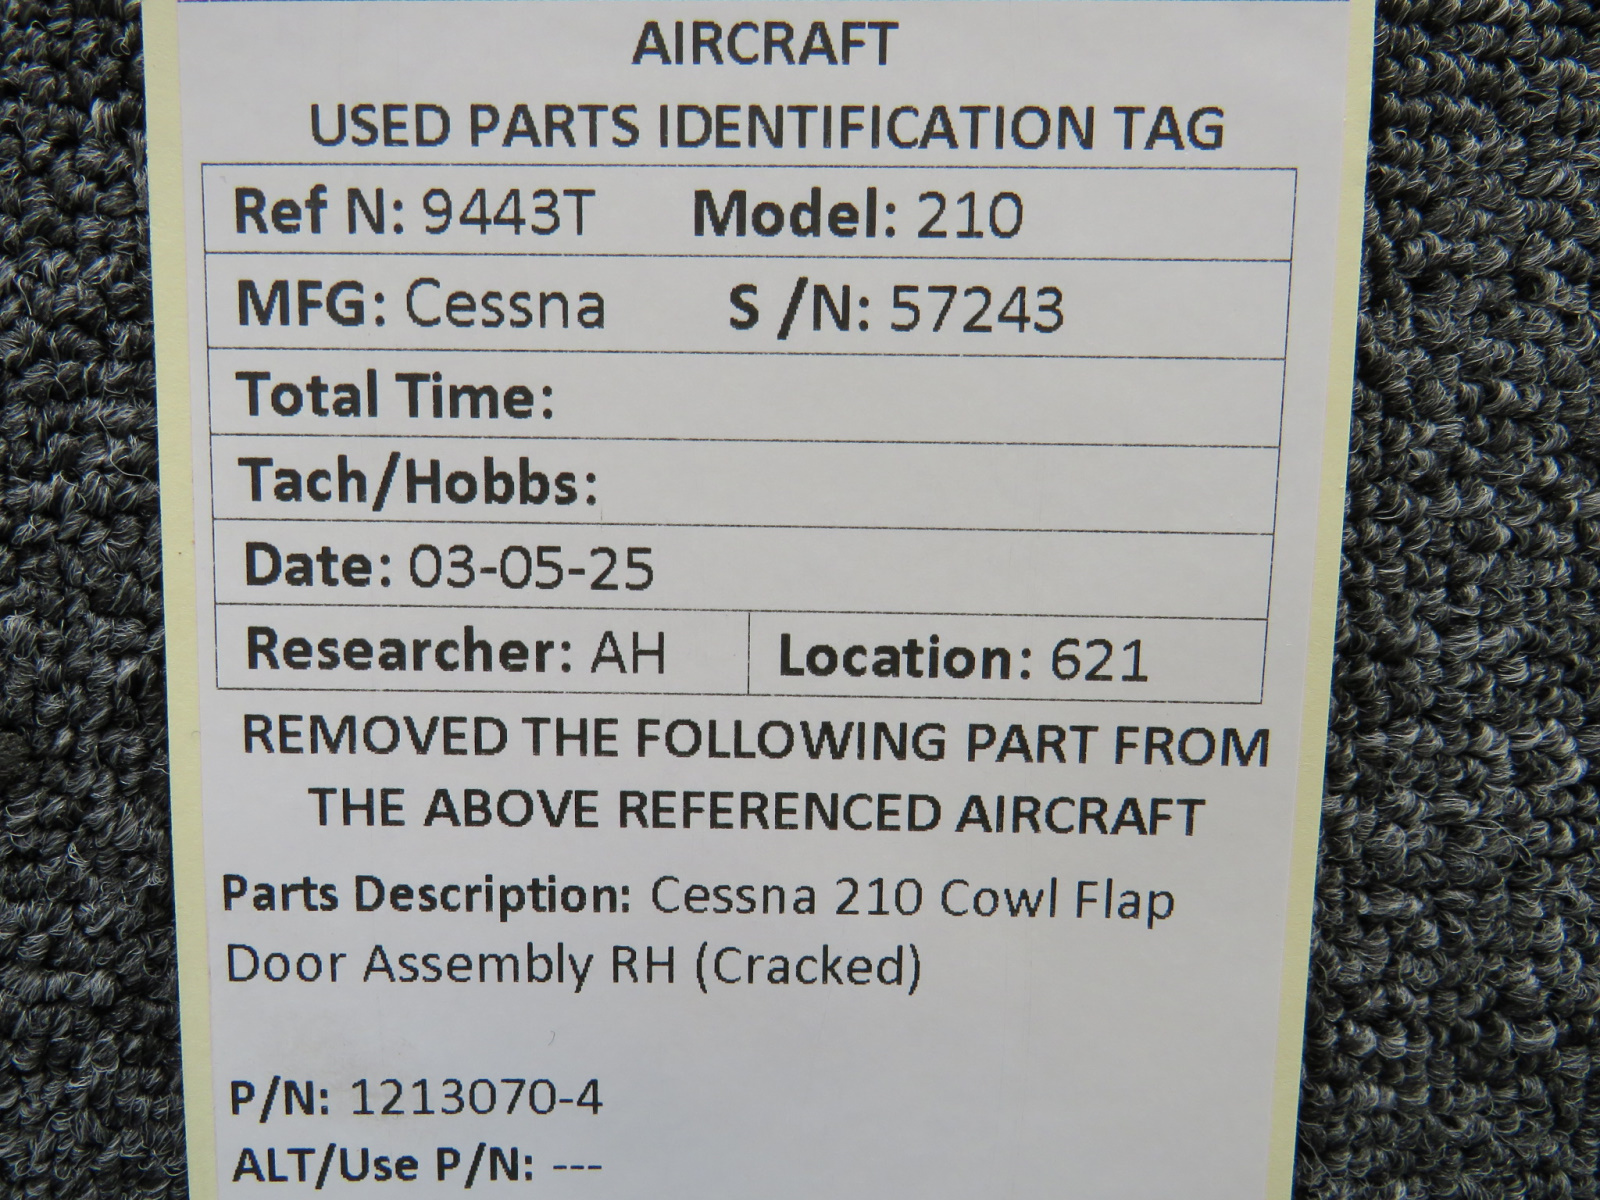 AIRCRAFT
USED PARTS IDENTIFICATION TAG
Ref N: 9443T Model: 210
MFG: Cessna S /N: 57243
Total Time:
Tach/Hobbs:
Date: 03-05-25
Researcher: AH Location: 621
REMOVED THE FOLLOWING PART FROM
THE ABOVE REFERENCED AIRCRAFT
Parts Description: Cessna 210 Cowl Flap
Door Assembly RH (Cracked)
P/N: 1213070-4
ALT/Use P/N: ---